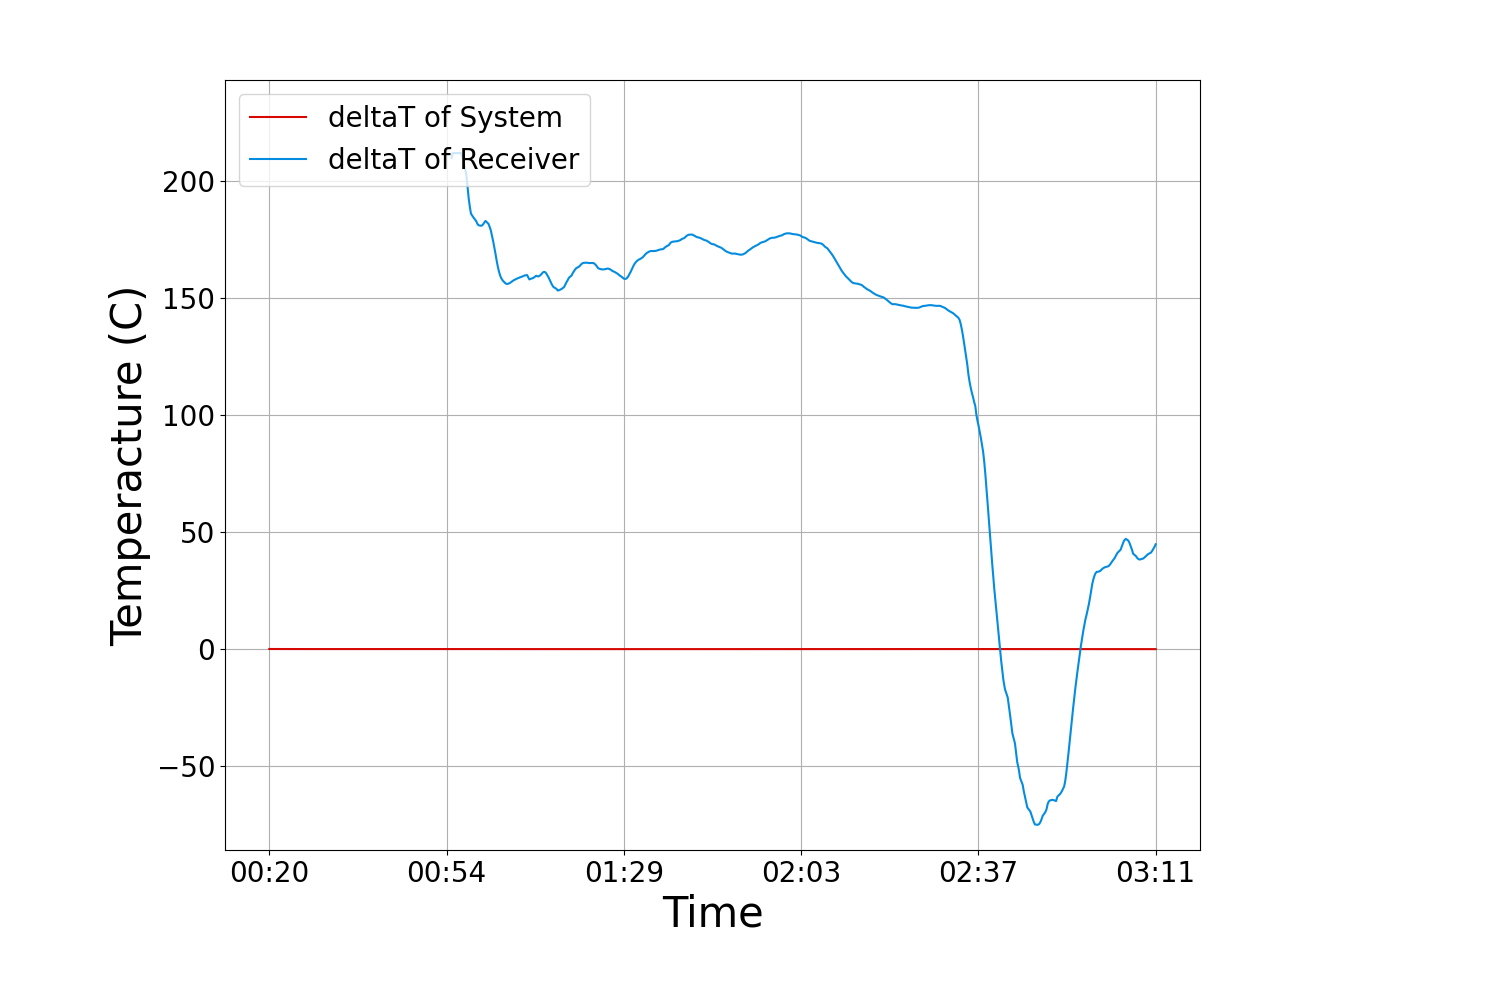 deltaT of System
deltaT of Receiver
200
150
100
50
0
−50
Temperacture (C)
00:20 00:54 01:29 02:03 02:37 03:11
Time